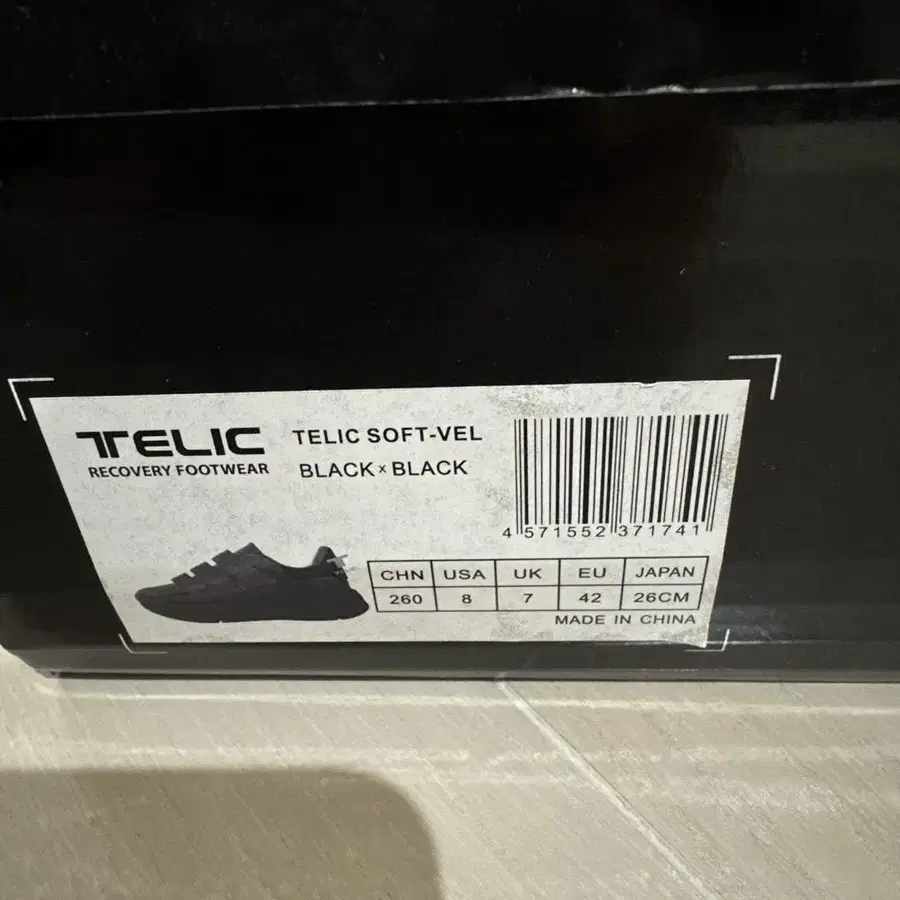 TELIC
RECOVERY FOOTWEAR
TELIC SOFT-VEL
BLACK × BLACK
4 571552 371741
CHN USA UK EU JAPAN
260 8 7 42 26CM
MADE IN CHINA